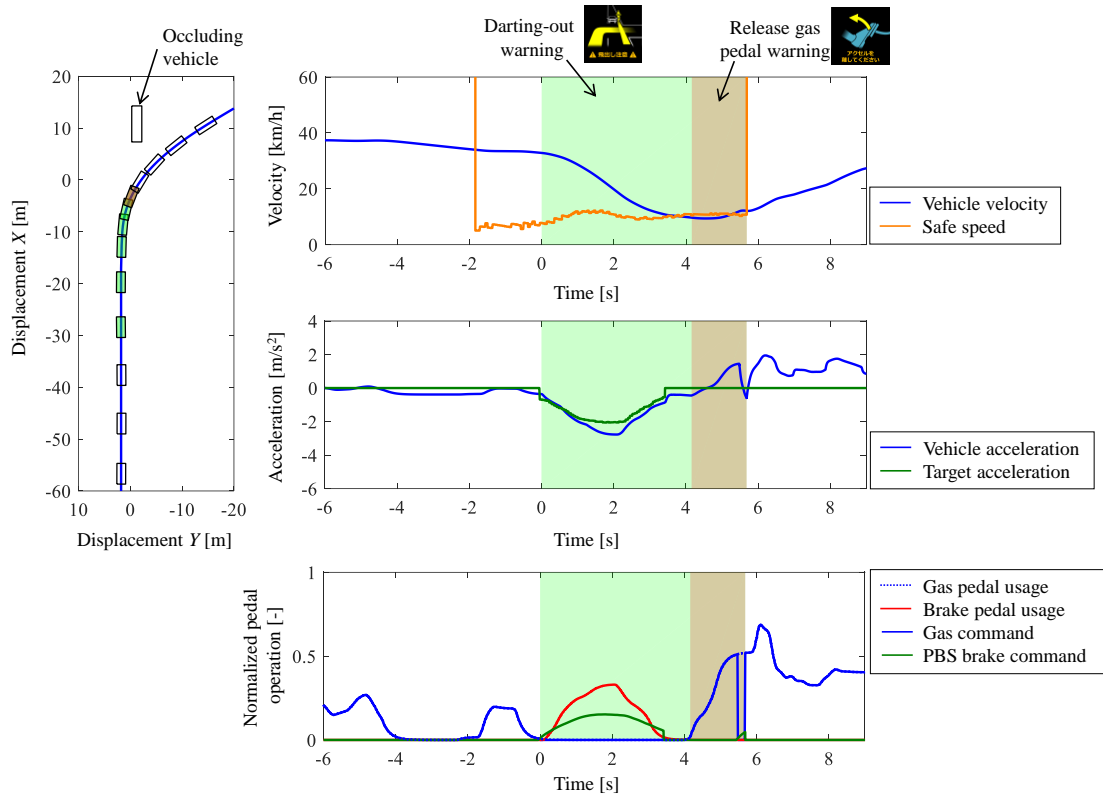 Occluding
vehicle
Darting-out
warning
⚠ 飛出し注意 ⚠
Release gas
pedal warning
アクセルを
離してください
20
10
0
-10
-20
-30
-40
-50
-60
10
0
-10
-20
Displacement X [m]
Displacement Y [m]
60
40
20
0
-6
-4
-2
0
2
4
6
8
Velocity [km/h]
Time [s]
Vehicle velocity
Safe speed
4
2
0
-2
-4
-6
-6
-4
-2
0
2
4
6
8
Acceleration [m/s²]
Time [s]
Vehicle acceleration
Target acceleration
1
0.5
0
-6
-4
-2
0
2
4
6
8
Normalized pedal
operation [-]
Time [s]
Gas pedal usage
Brake pedal usage
Gas command
PBS brake command